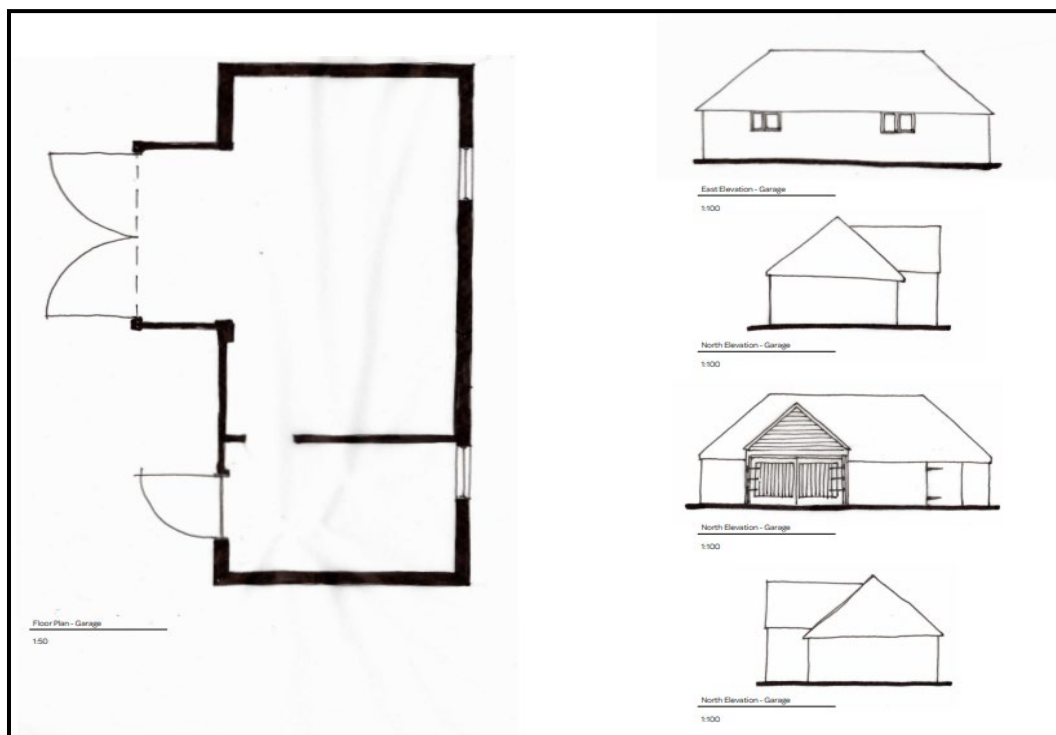 Floor Plan - Garage
1:50
East Elevation - Garage
1:100
North Elevation - Garage
1:100
North Elevation - Garage
1:100
North Elevation - Garage
1:100